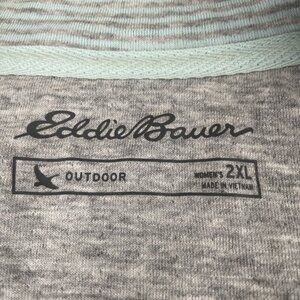 Eddie Bauer
OUTDOOR
WOMEN'S 2XL
MADE IN VIETNAM